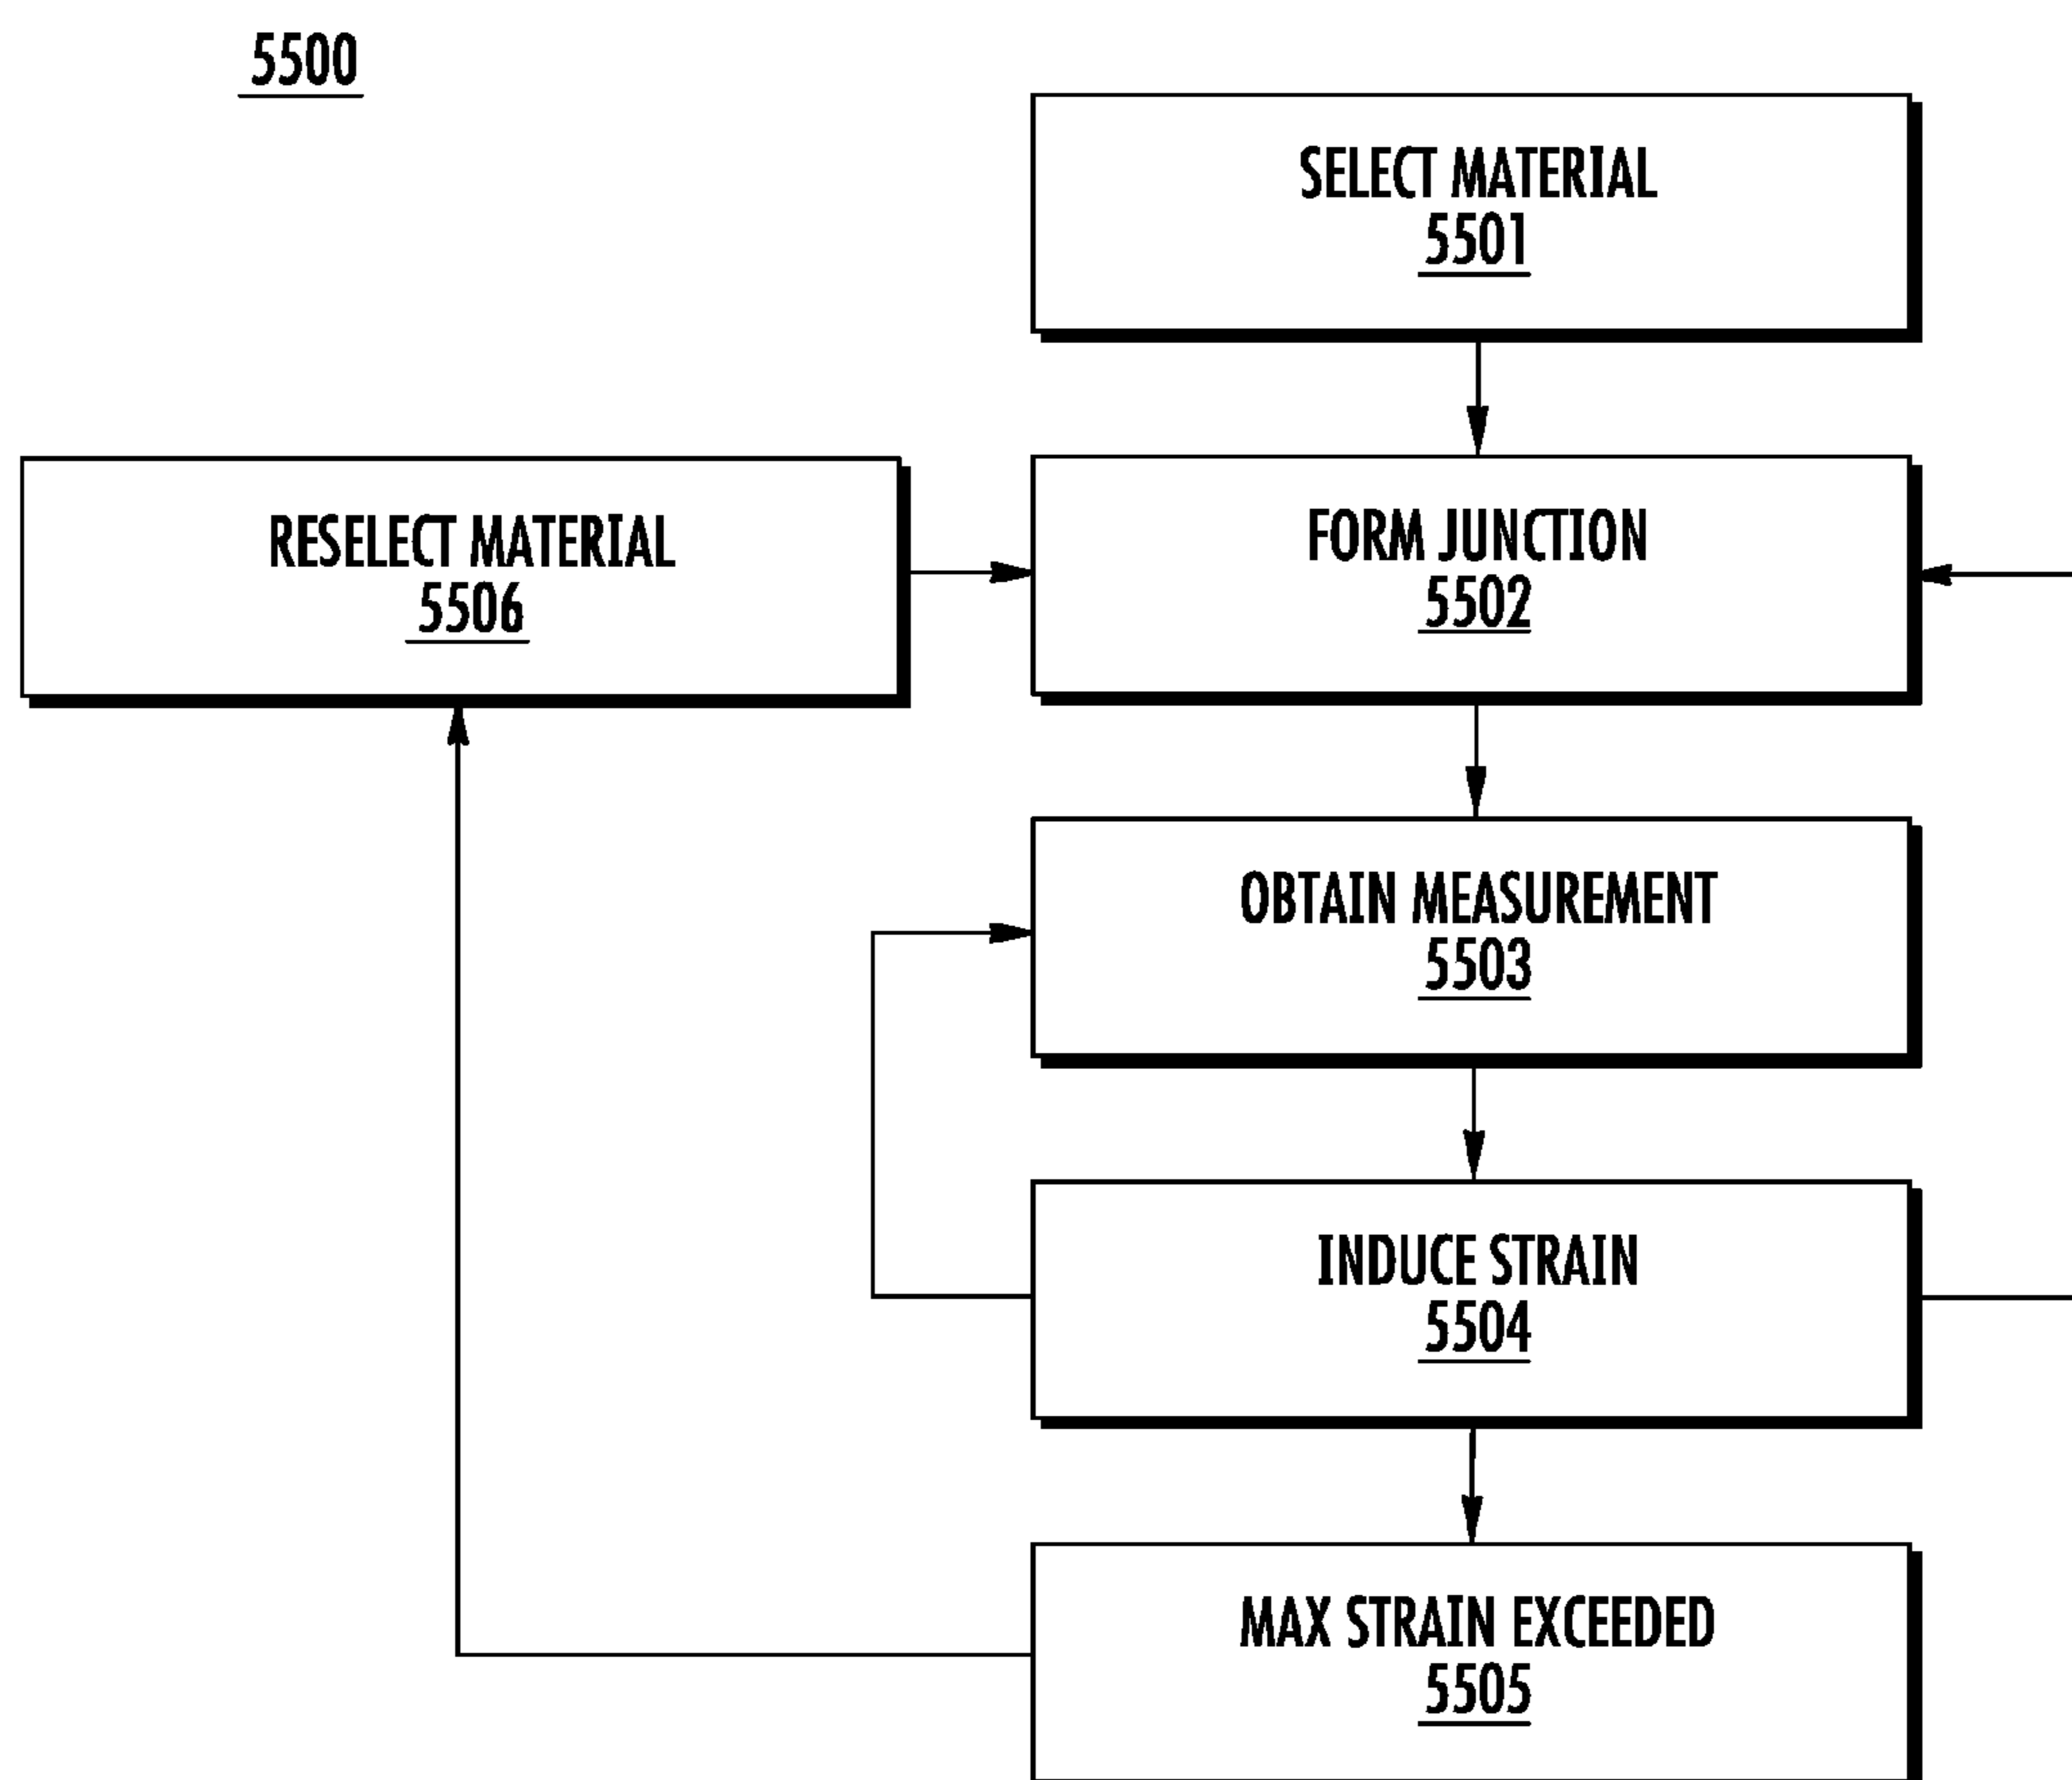 5500
SELECT MATERIAL
5501
RESELECT MATERIAL
5506
FORM JUNCTION
5502
OBTAIN MEASUREMENT
5503
INDUCE STRAIN
5504
MAX STRAIN EXCEEDED
5505